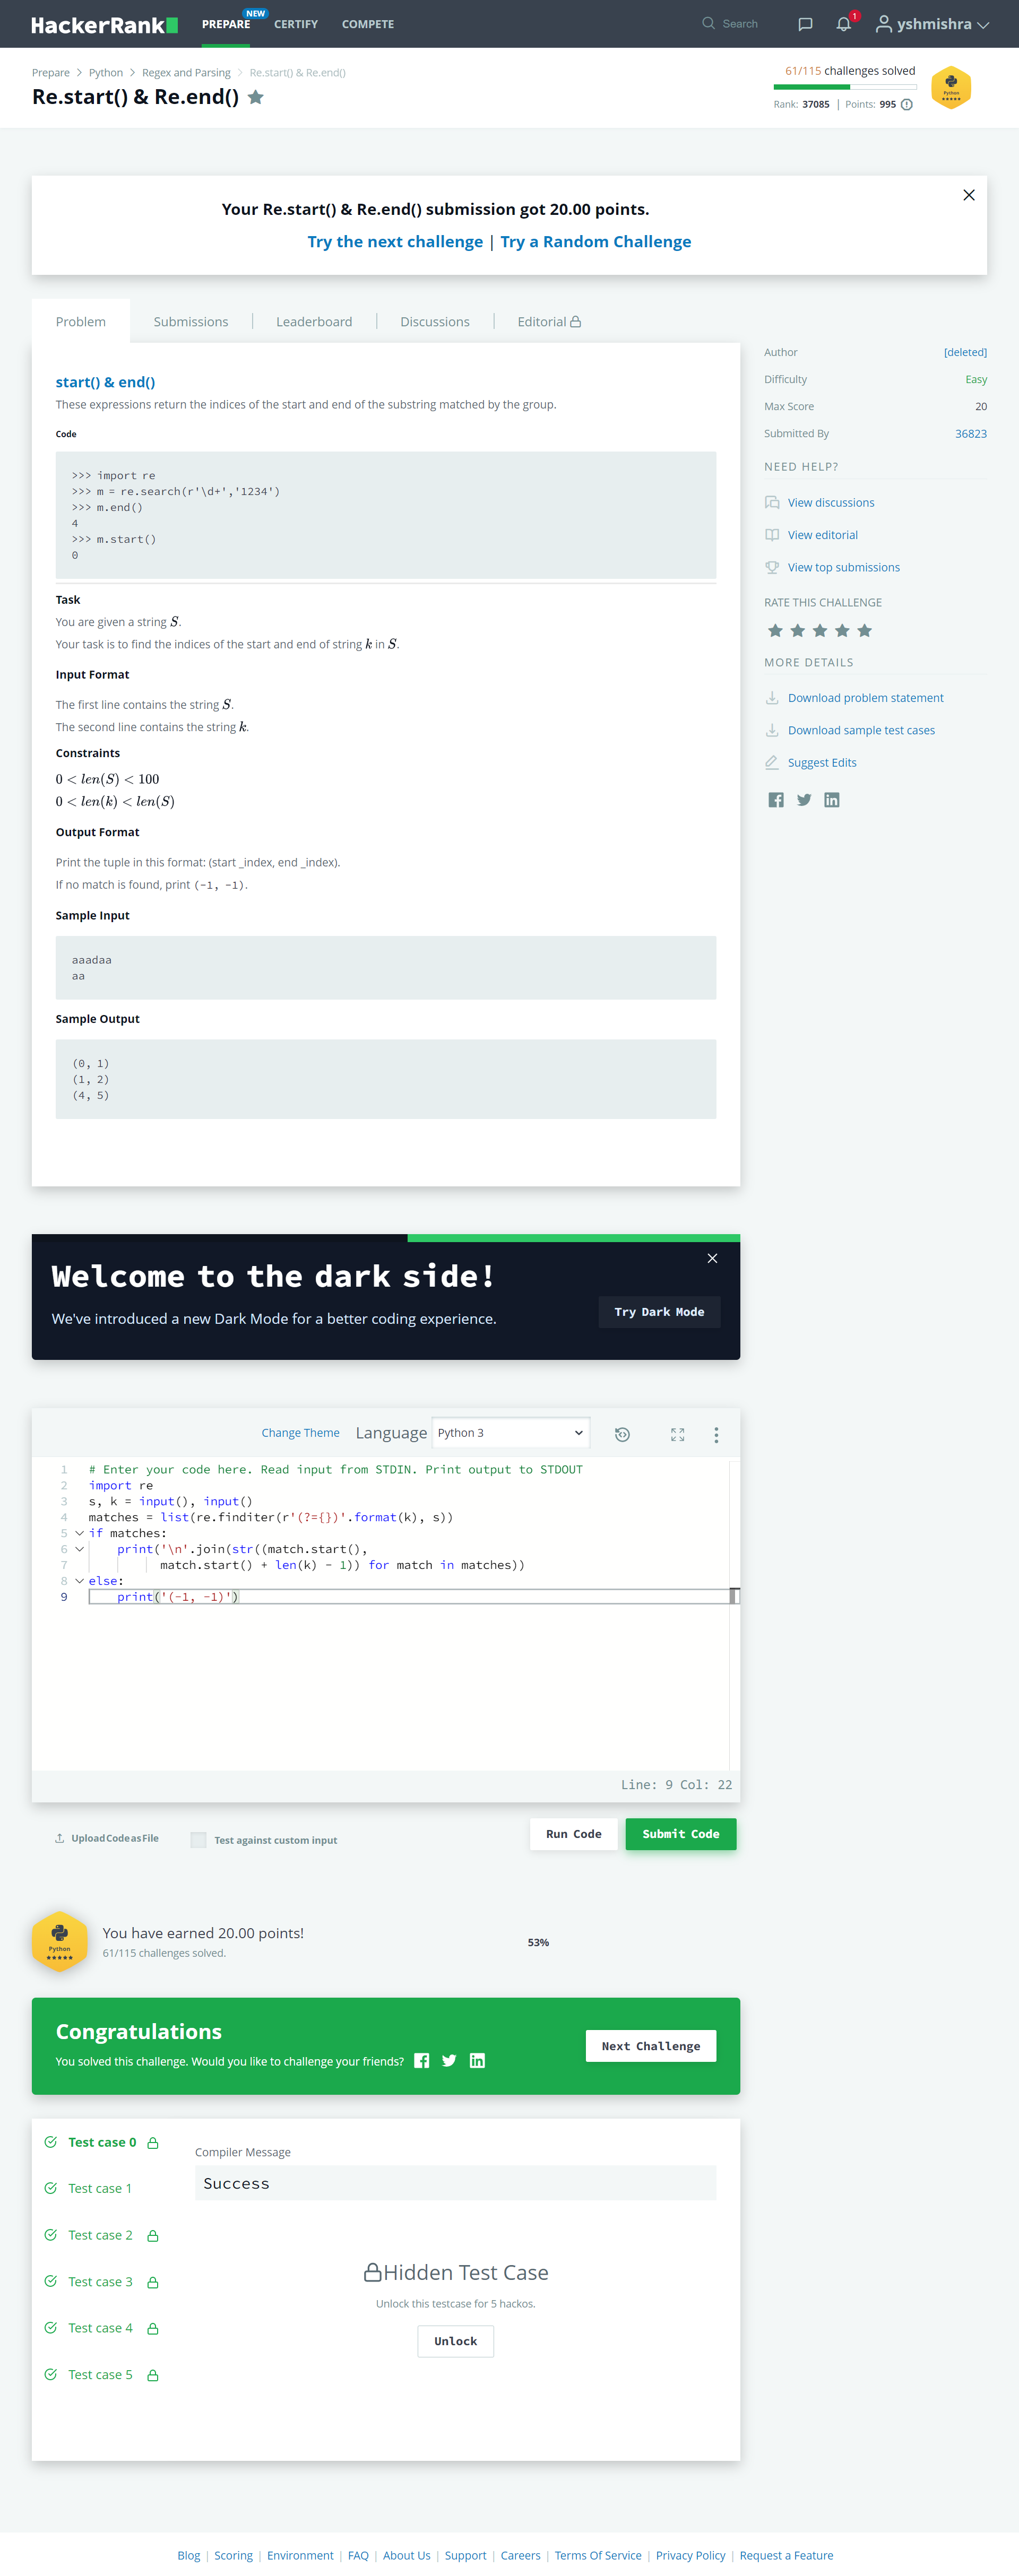 HackerRank
PREPARE
NEW
CERTIFY
COMPETE
Search
1
yshmishra
Prepare > Python > Regex and Parsing > Re.start() & Re.end()
Re.start() & Re.end()
61/115 challenges solved
Rank: 37085 | Points: 995
Python
Your Re.start() & Re.end() submission got 20.00 points.
Try the next challenge | Try a Random Challenge
Problem
Submissions
Leaderboard
Discussions
Editorial
start() & end()
These expressions return the indices of the start and end of the substring matched by the group.
Code
>>> import re
>>> m = re.search(r'\d+','1234')
>>> m.end()
4
>>> m.start()
0
Task
You are given a string S.
Your task is to find the indices of the start and end of string k in S.
Input Format
The first line contains the string S.
The second line contains the string k.
Constraints
0 < len(S) < 100
0 < len(k) < len(S)
Output Format
Print the tuple in this format: (start _index, end _index).
If no match is found, print (-1, -1).
Sample Input
aaadaa
aa
Sample Output
(0, 1)
(1, 2)
(4, 5)
Author [deleted]
Difficulty Easy
Max Score 20
Submitted By 36823
NEED HELP?
View discussions
View editorial
View top submissions
RATE THIS CHALLENGE
MORE DETAILS
Download problem statement
Download sample test cases
Suggest Edits
Welcome to the dark side!
We've introduced a new Dark Mode for a better coding experience.
Try Dark Mode
Change Theme
Language
Python 3
1 # Enter your code here. Read input from STDIN. Print output to STDOUT
2 import re
3 s, k = input(), input()
4 matches = list(re.finditer(r'(?={})'.format(k), s))
5 if matches:
6 print('\n'.join(str((match.start(),
7 match.start() + len(k) - 1)) for match in matches))
8 else:
9 print('(-1, -1)')
Line: 9 Col: 22
Upload Code as File
Test against custom input
Run Code
Submit Code
Python
You have earned 20.00 points!
61/115 challenges solved.
53%
Congratulations
You solved this challenge. Would you like to challenge your friends?
Next Challenge
Test case 0
Test case 1
Test case 2
Test case 3
Test case 4
Test case 5
Compiler Message
Success
Hidden Test Case
Unlock this testcase for 5 hackos.
Unlock
Blog | Scoring | Environment | FAQ | About Us | Support | Careers | Terms Of Service | Privacy Policy | Request a Feature